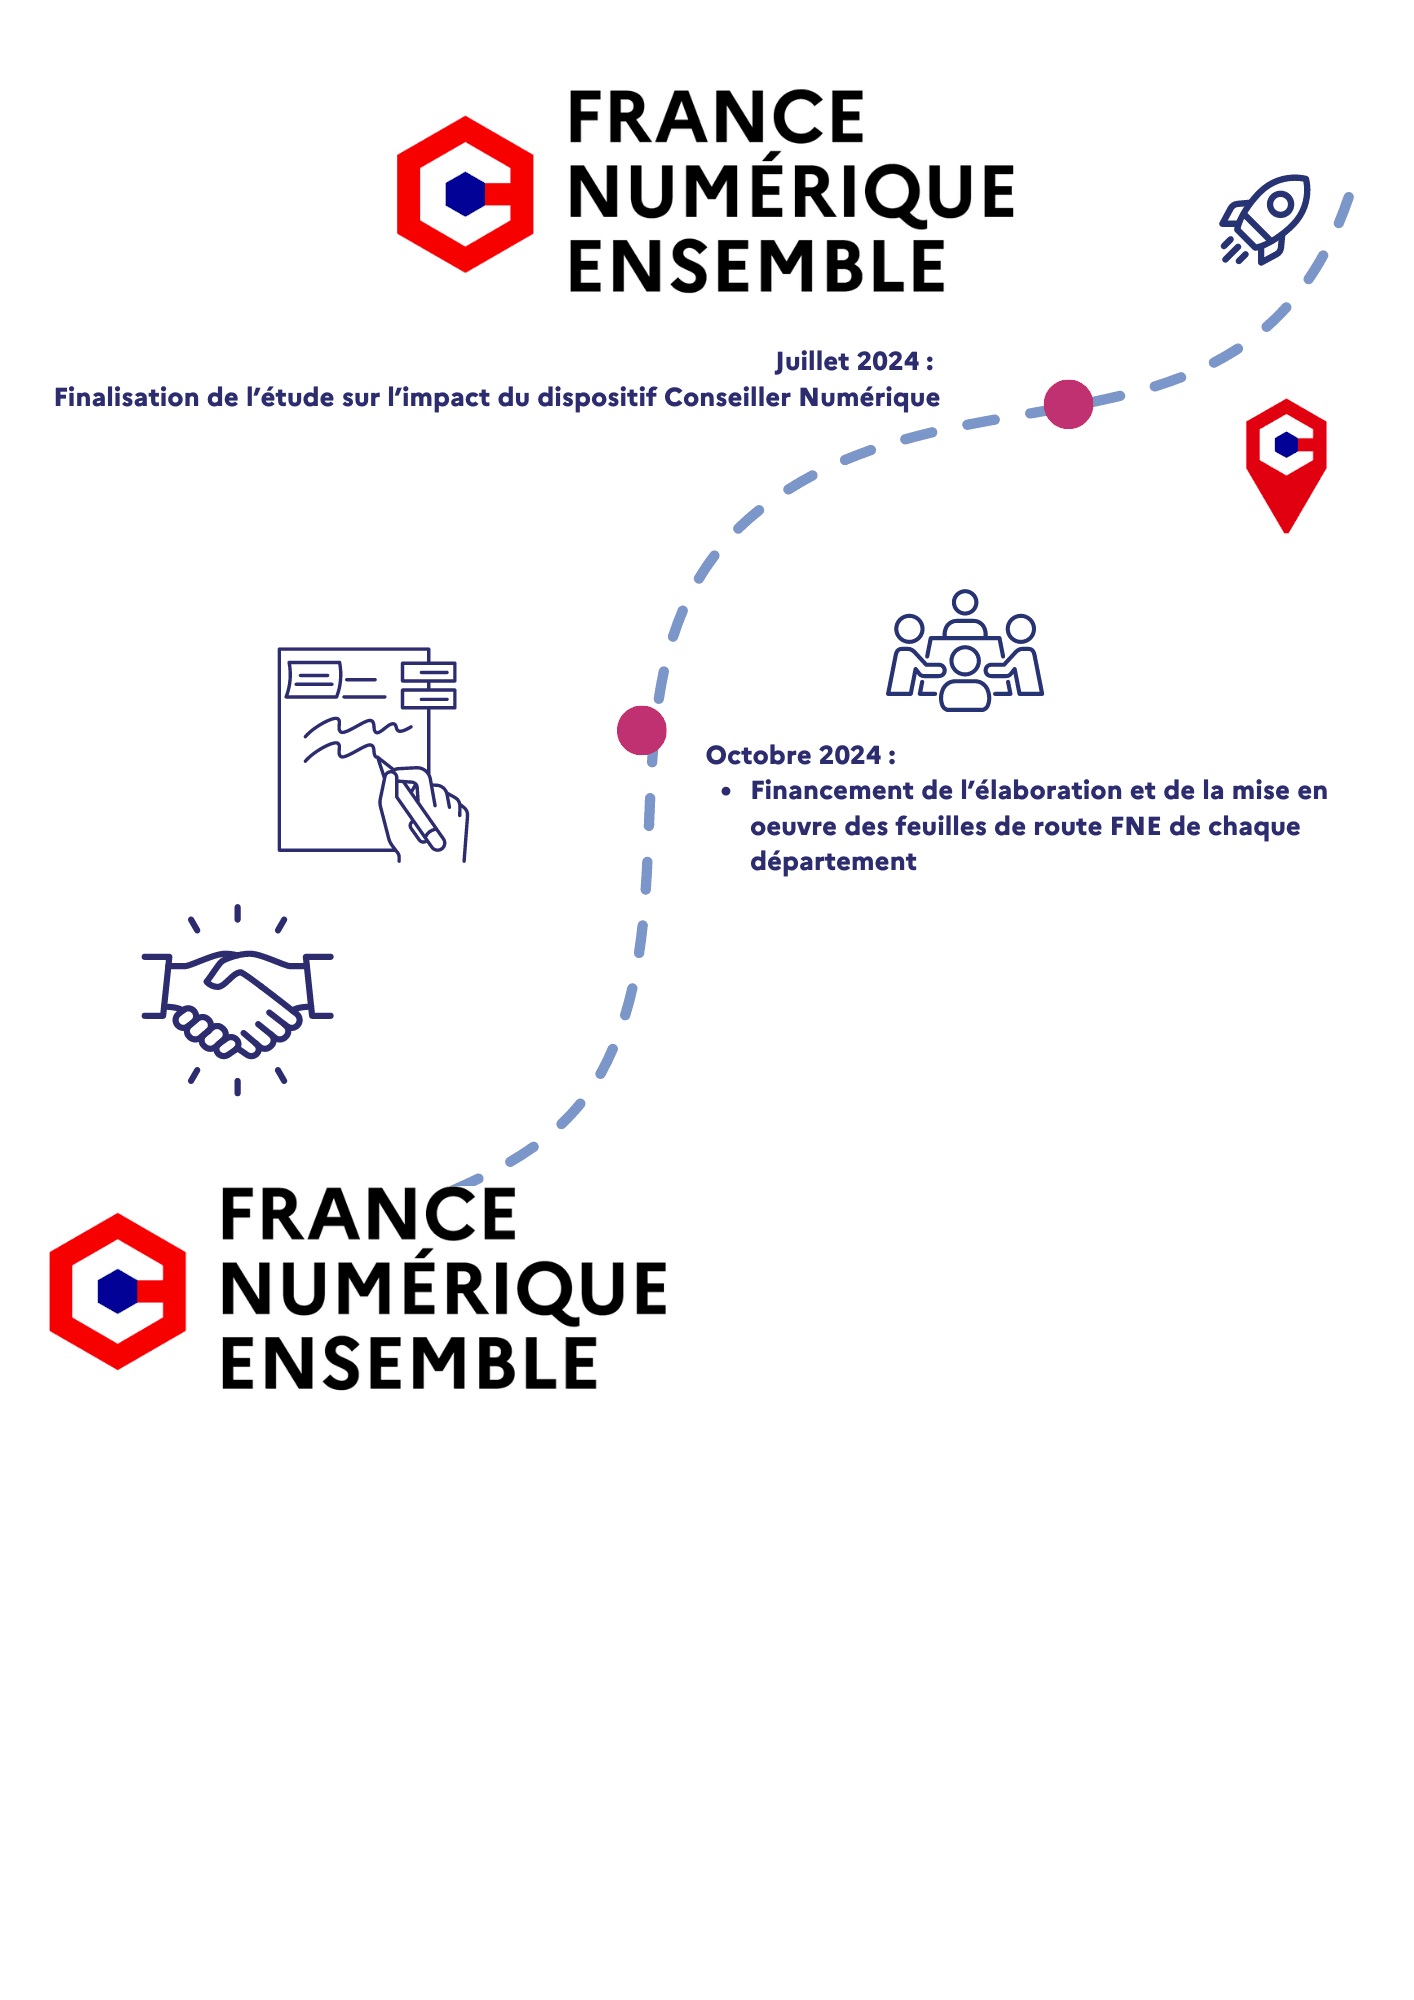 FRANCE
NUMÉRIQUE
ENSEMBLE
Juillet 2024 :
Finalisation de l’étude sur l’impact du dispositif Conseiller Numérique
Octobre 2024 :
• Financement de l’élaboration et de la mise en
oeuvre des feuilles de route FNE de chaque
département
FRANCE
NUMÉRIQUE
ENSEMBLE